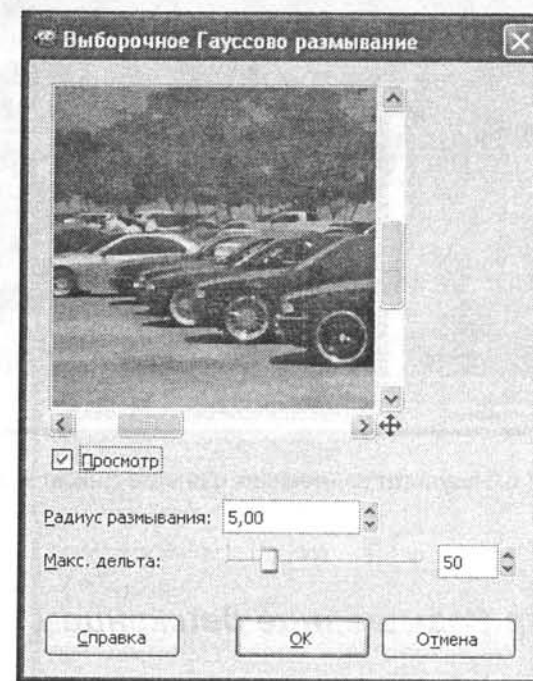 Выборочное Гауссово размывание
Просмотр
Радиус размывания: 5,00
Макс. дельта: 50
Справка OK Отмена